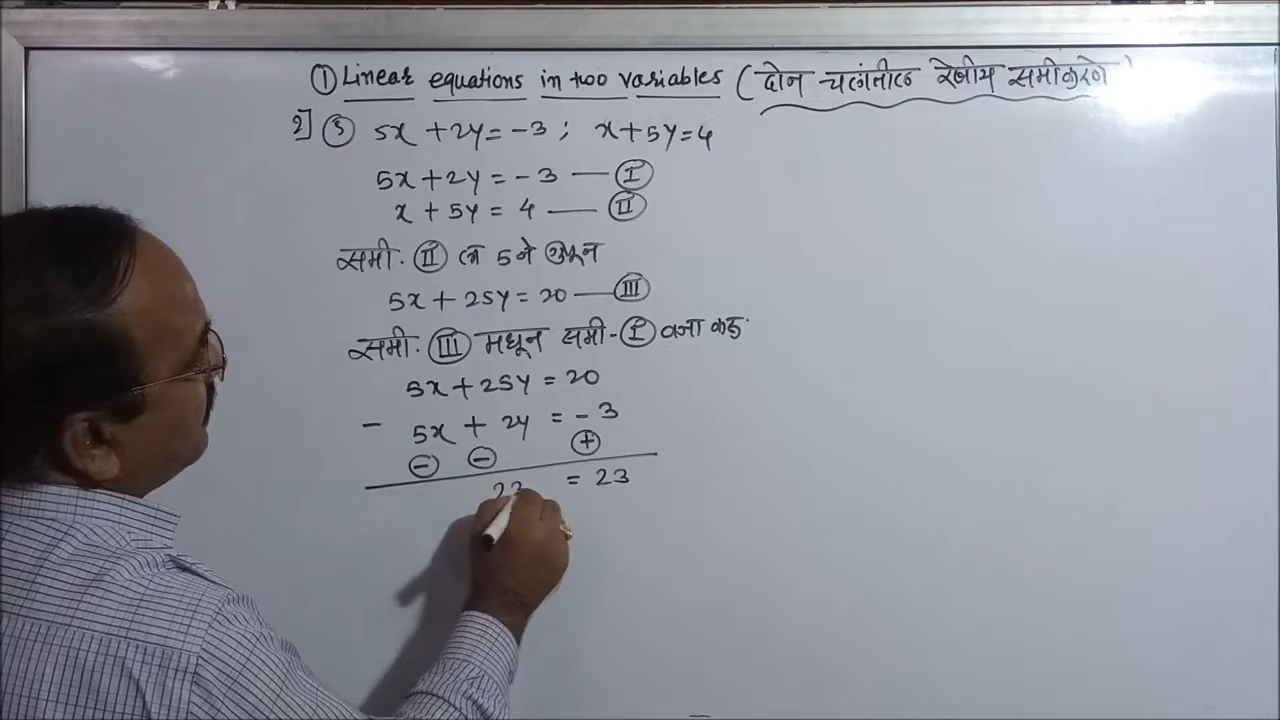 ① Linear equations in two variables (दोन चलांतील रेषीय समीकरणे)
2] ③ 5x + 2y = -3 ; x + 5y = 4
5x + 2y = - 3 — Ⓘ
x + 5y = 4 — Ⓘ︎Ⓘ
समी. II ला 5 ने गुणून
5x + 25y = 20 — III
समी. III मधून समी. I वजा करू.
5x + 25y = 20
- 5x + 2y = - 3
⊖ ⊖ ⊕
23 = 23